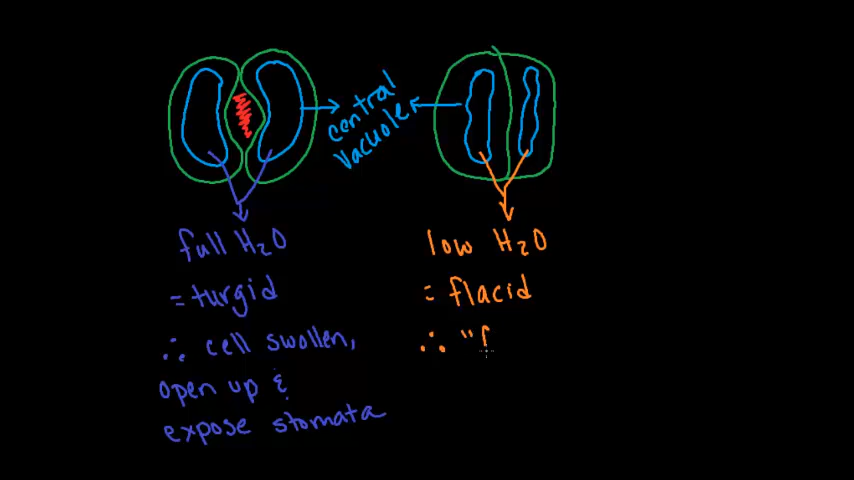 central
vacuole
full H₂O
= turgid
∴ cell swollen,
open up &
expose stomata
low H₂O
= flacid
∴ "f